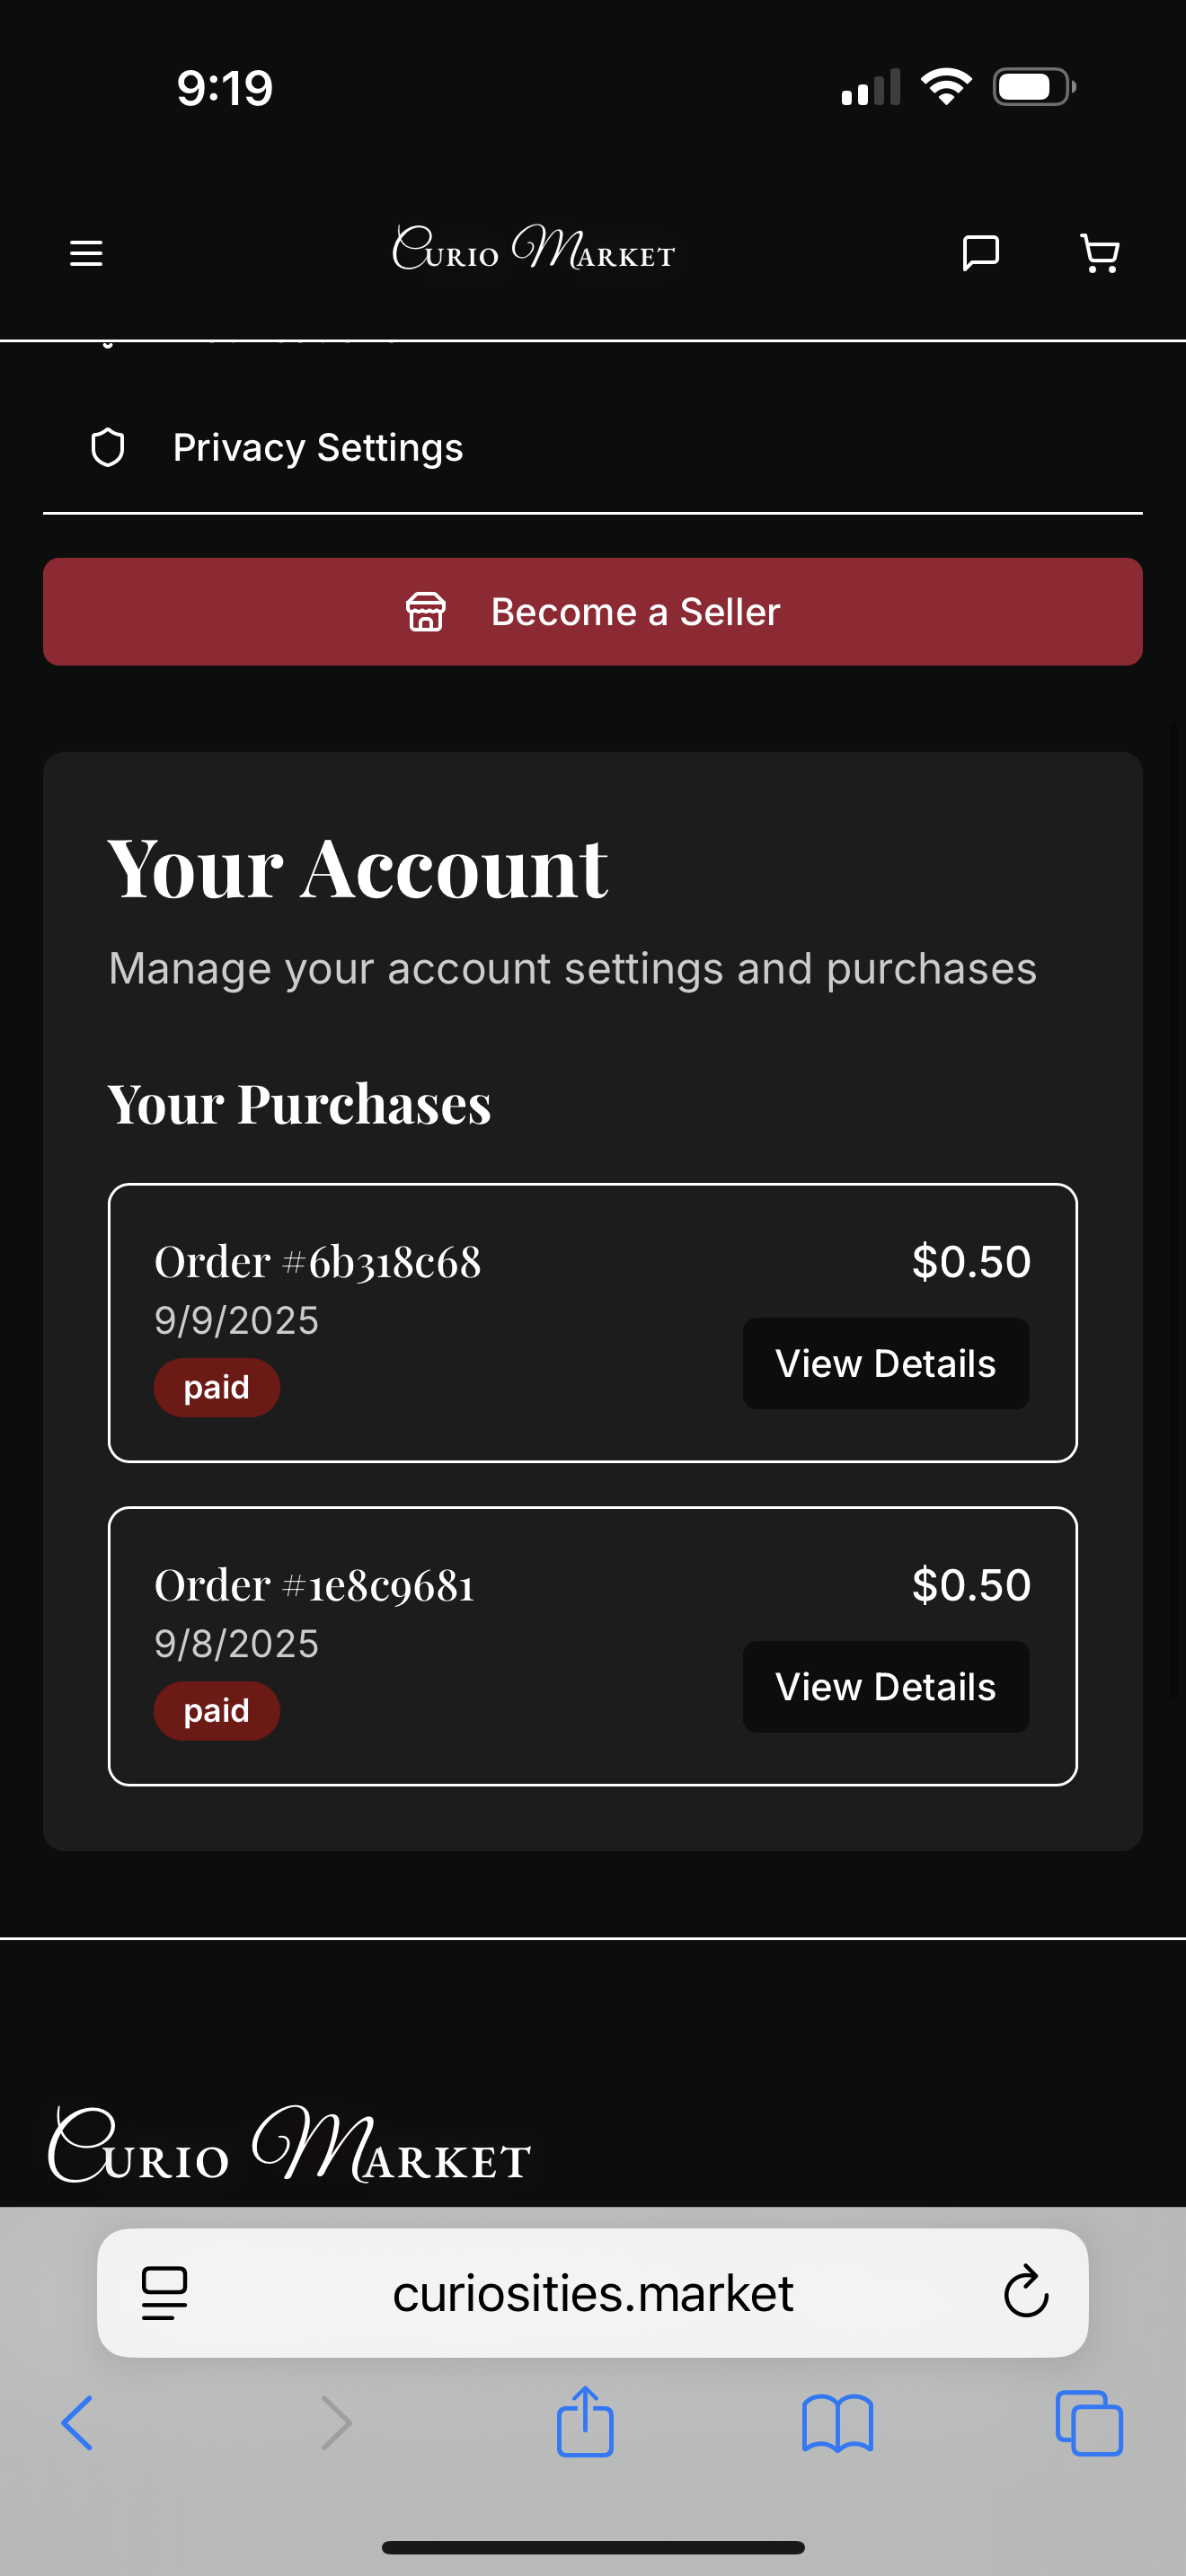 9:19
Curio Market
Privacy Settings
Become a Seller
Your Account
Manage your account settings and purchases
Your Purchases
Order #6b318c68
$0.50
9/9/2025
View Details
paid
Order #1e8c9681
$0.50
9/8/2025
View Details
paid
Curio Market
curiosities.market